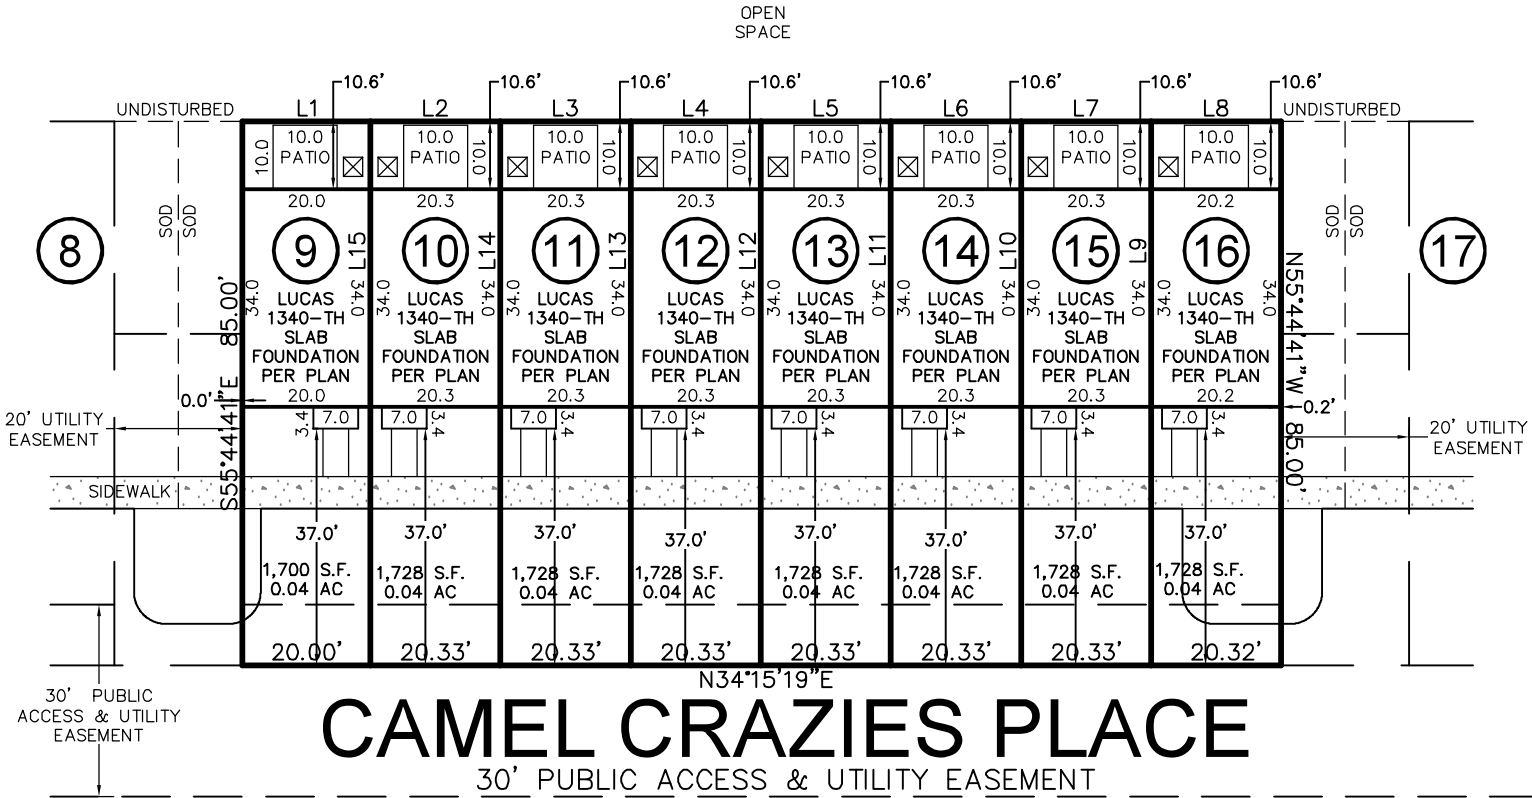 OPEN
SPACE
10.6' 10.6' 10.6' 10.6' 10.6' 10.6' 10.6' 10.6'
UNDISTURBED L1 L2 L3 L4 L5 L6 L7 L8 UNDISTURBED
10.0 10.0 10.0 10.0 10.0 10.0 10.0 10.0
PATIO PATIO PATIO PATIO PATIO PATIO PATIO PATIO
10.0 10.0 10.0 10.0 10.0 10.0 10.0 10.0
20.0 20.3 20.3 20.3 20.3 20.3 20.3 20.2
SOD SOD SOD SOD
8 9 10 11 12 13 14 15 16 17
L15 L14 L13 L12 L11 L10 L9
34.0 34.0 34.0 34.0 34.0 34.0 34.0 34.0 34.0 34.0 34.0 34.0 34.0 34.0 34.0 34.0
LUCAS LUCAS LUCAS LUCAS LUCAS LUCAS LUCAS LUCAS
1340-TH 1340-TH 1340-TH 1340-TH 1340-TH 1340-TH 1340-TH 1340-TH
SLAB SLAB SLAB SLAB SLAB SLAB SLAB SLAB
FOUNDATION FOUNDATION FOUNDATION FOUNDATION FOUNDATION FOUNDATION FOUNDATION FOUNDATION
PER PLAN PER PLAN PER PLAN PER PLAN PER PLAN PER PLAN PER PLAN PER PLAN
20.0 20.3 20.3 20.3 20.3 20.3 20.3 20.2
S55°44'41"E 85.00'
N55°44'41"W 85.00'
0.0' 0.2'
20' UTILITY
EASEMENT
7.0 7.0 7.0 7.0 7.0 7.0 7.0 7.0
3.4 3.4 3.4 3.4 3.4 3.4 3.4 3.4
20' UTILITY
EASEMENT
SIDEWALK
37.0' 37.0' 37.0' 37.0' 37.0' 37.0' 37.0' 37.0'
1,700 S.F. 1,728 S.F. 1,728 S.F. 1,728 S.F. 1,728 S.F. 1,728 S.F. 1,728 S.F. 1,728 S.F.
0.04 AC 0.04 AC 0.04 AC 0.04 AC 0.04 AC 0.04 AC 0.04 AC 0.04 AC
20.00' 20.33' 20.33' 20.33' 20.33' 20.33' 20.33' 20.32'
N34°15'19"E
30' PUBLIC
ACCESS & UTILITY
EASEMENT
CAMEL CRAZIES PLACE
30' PUBLIC ACCESS & UTILITY EASEMENT